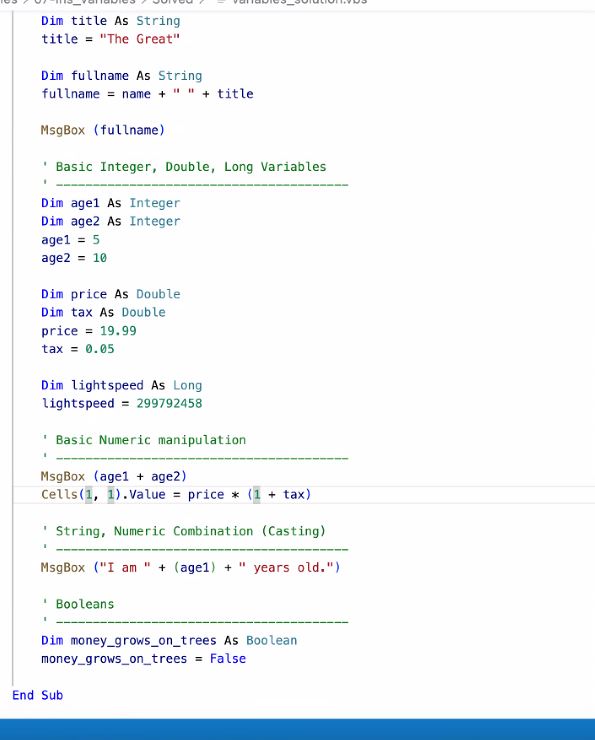 les > 07-Ins_Variables > Solved > variables_solution.vbs
Dim title As String
title = "The Great"
Dim fullname As String
fullname = name + " " + title
MsgBox (fullname)
' Basic Integer, Double, Long Variables
' ----------------------------------------
Dim age1 As Integer
Dim age2 As Integer
age1 = 5
age2 = 10
Dim price As Double
Dim tax As Double
price = 19.99
tax = 0.05
Dim lightspeed As Long
lightspeed = 299792458
' Basic Numeric manipulation
' ----------------------------------------
MsgBox (age1 + age2)
Cells(1, 1).Value = price * (1 + tax)
' String, Numeric Combination (Casting)
' ----------------------------------------
MsgBox ("I am " + (age1) + " years old.")
' Booleans
' ----------------------------------------
Dim money_grows_on_trees As Boolean
money_grows_on_trees = False
End Sub